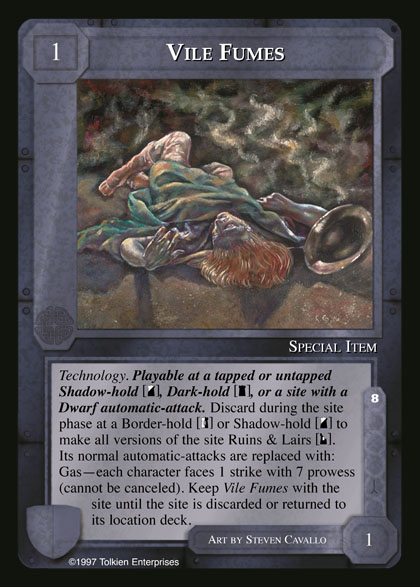 1
VILE FUMES
SPECIAL ITEM
Technology. Playable at a tapped or untapped
Shadow-hold [], Dark-hold [], or a site with a
Dwarf automatic-attack. Discard during the site
phase at a Border-hold [] or Shadow-hold [] to
make all versions of the site Ruins & Lairs [].
Its normal automatic-attacks are replaced with:
Gas—each character faces 1 strike with 7 prowess
(cannot be canceled). Keep Vile Fumes with the
site until the site is discarded or returned to
its location deck.
8
ART BY STEVEN CAVALLO
1
©1997 Tolkien Enterprises